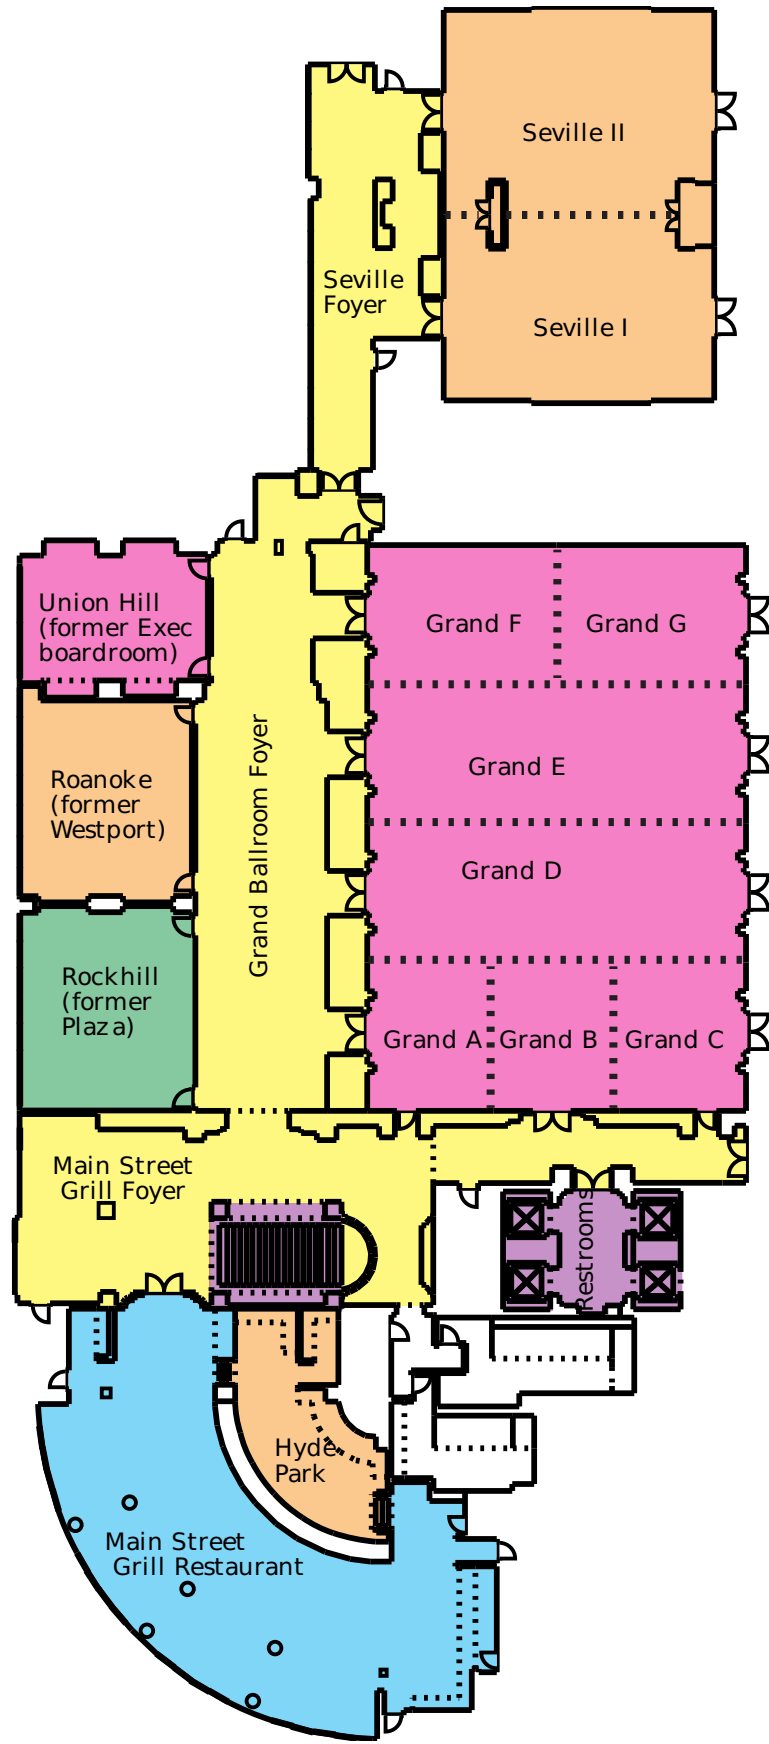 Seville II
Seville
Foyer
Seville I
Union Hill
(former Exec
boardroom)
Grand F
Grand G
Roanoke
(former
Westport)
Grand Ballroom Foyer
Grand E
Grand D
Rockhill
(former
Plaza)
Grand A
Grand B
Grand C
Main Street
Grill Foyer
Restrooms
Hyde
Park
Main Street
Grill Restaurant